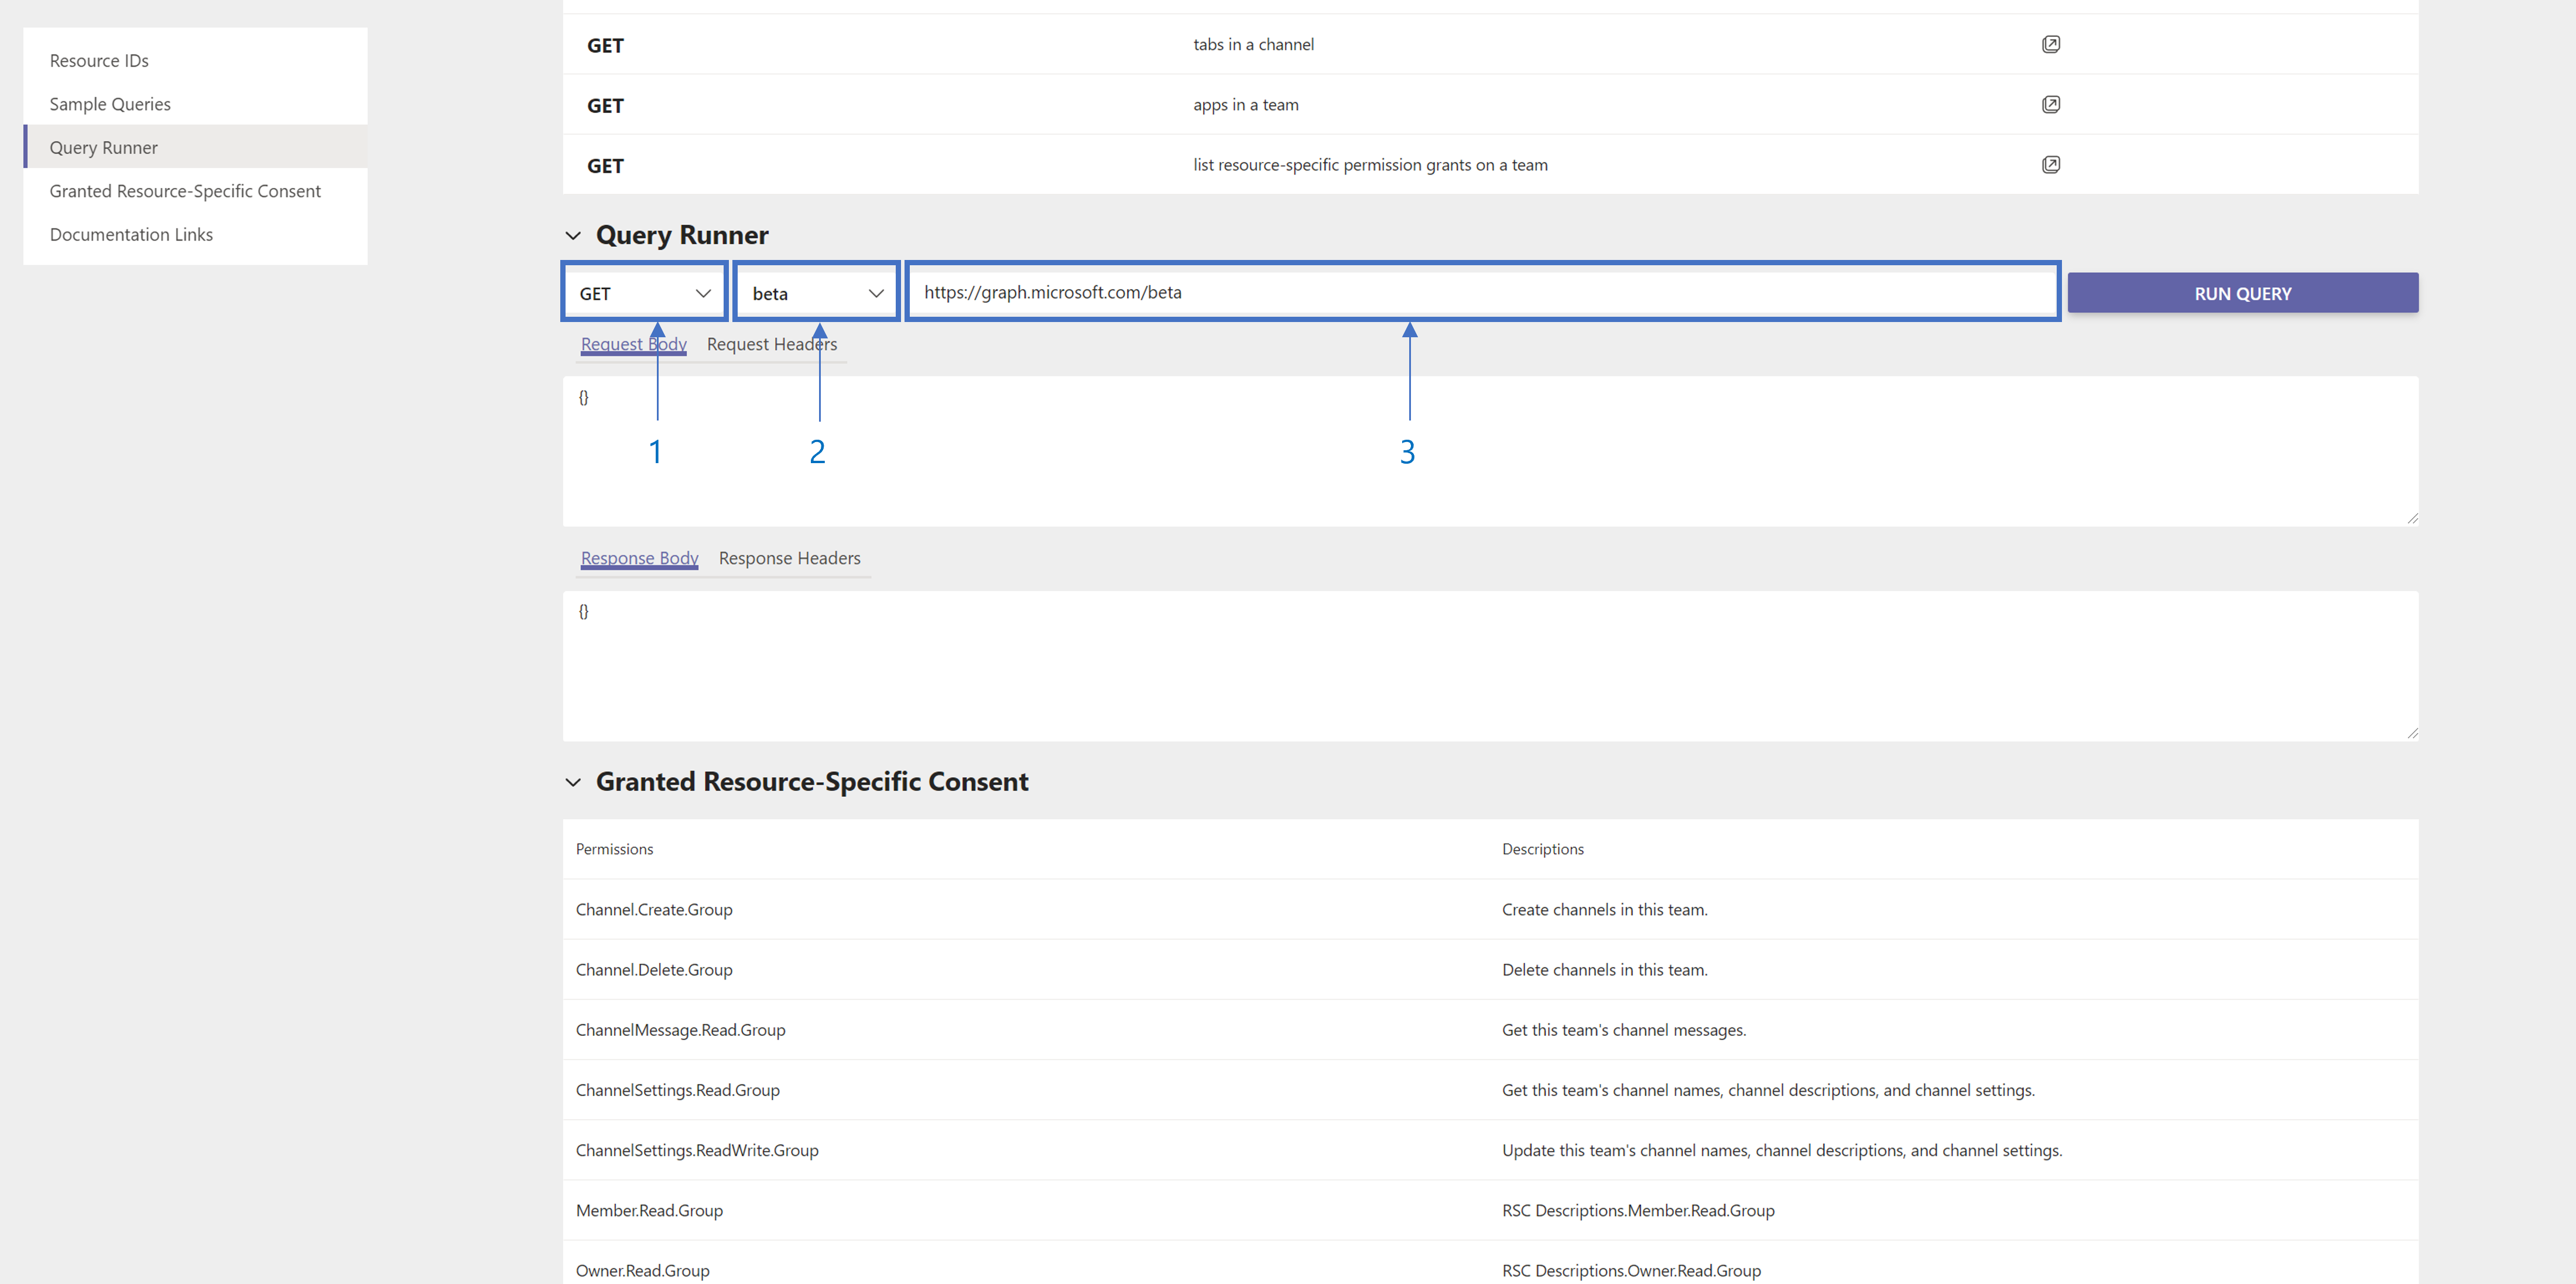 Resource IDs
Sample Queries
Query Runner
Granted Resource-Specific Consent
Documentation Links
GET tabs in a channel
GET apps in a team
GET list resource-specific permission grants on a team
Query Runner
GET beta https://graph.microsoft.com/beta RUN QUERY
Request Body Request Headers
{}
1 2 3
Response Body Response Headers
{}
Granted Resource-Specific Consent
Permissions Descriptions
Channel.Create.Group Create channels in this team.
Channel.Delete.Group Delete channels in this team.
ChannelMessage.Read.Group Get this team's channel messages.
ChannelSettings.Read.Group Get this team's channel names, channel descriptions, and channel settings.
ChannelSettings.ReadWrite.Group Update this team's channel names, channel descriptions, and channel settings.
Member.Read.Group RSC Descriptions.Member.Read.Group
Owner.Read.Group RSC Descriptions.Owner.Read.Group